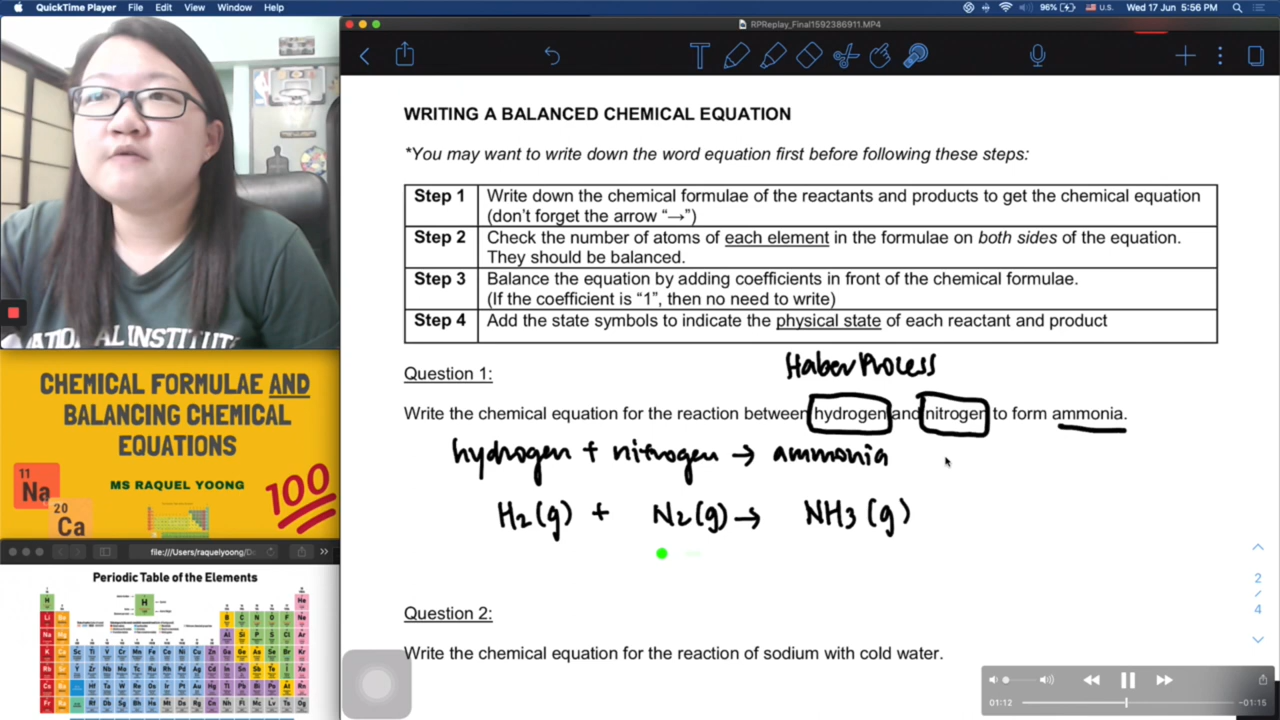 QuickTime Player File Edit View Window Help
96% U.S. Wed 17 Jun 5:56 PM
RPReplay_Final1592386911.MP4
WRITING A BALANCED CHEMICAL EQUATION
*You may want to write down the word equation first before following these steps:
Step 1 Write down the chemical formulae of the reactants and products to get the chemical equation
(don't forget the arrow "→")
Step 2 Check the number of atoms of each element in the formulae on both sides of the equation.
They should be balanced.
Step 3 Balance the equation by adding coefficients in front of the chemical formulae.
(If the coefficient is "1", then no need to write)
Step 4 Add the state symbols to indicate the physical state of each reactant and product
Haber Process
Question 1:
Write the chemical equation for the reaction between hydrogen and nitrogen to form ammonia.
hydrogen + nitrogen → ammonia
H2(g) + N2(g) → NH3(g)
Question 2:
Write the chemical equation for the reaction of sodium with cold water.
2
4
01:12 -01:15
CHEMICAL FORMULAE AND
BALANCING CHEMICAL
EQUATIONS
MS RAQUEL YOONG
11
Na
20
Ca
100
file:///Users/raquelyoong/Do
Periodic Table of the Elements